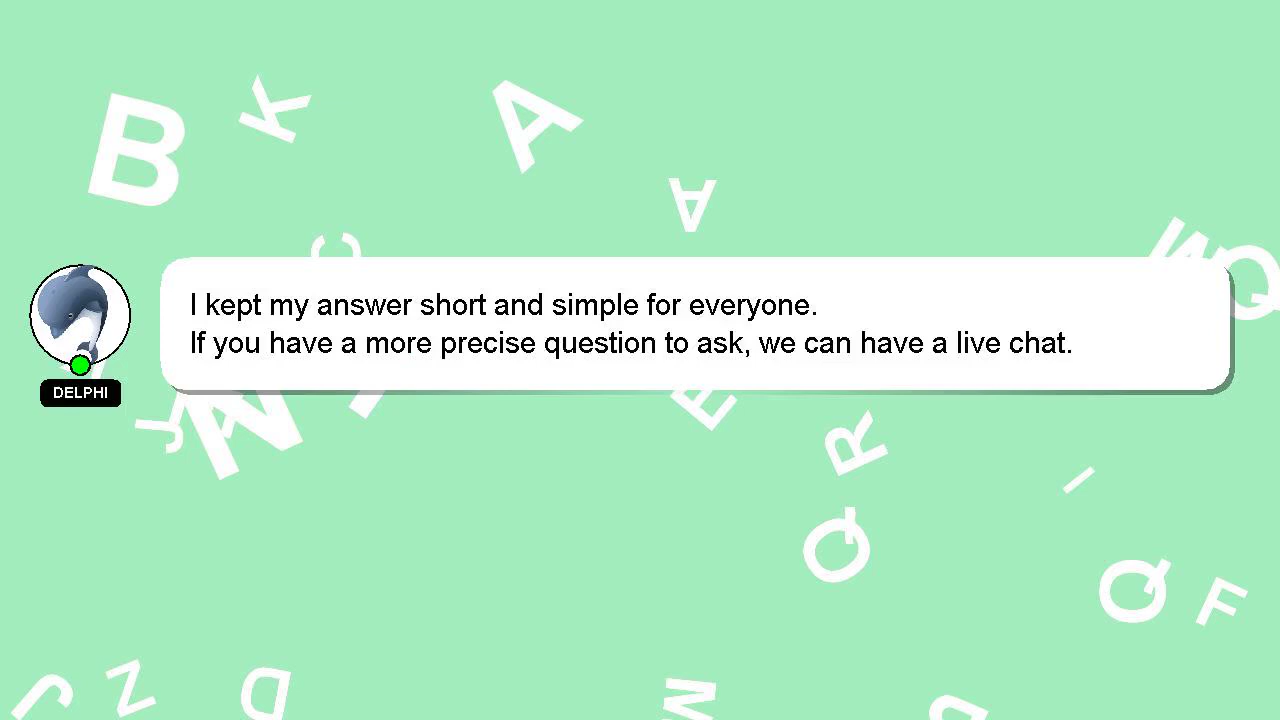 B
K
A
A
C
M
Q
I kept my answer short and simple for everyone.
If you have a more precise question to ask, we can have a live chat.
DELPHI
J
A
N
E
R
I
Q
Q
F
J
Z
D
M